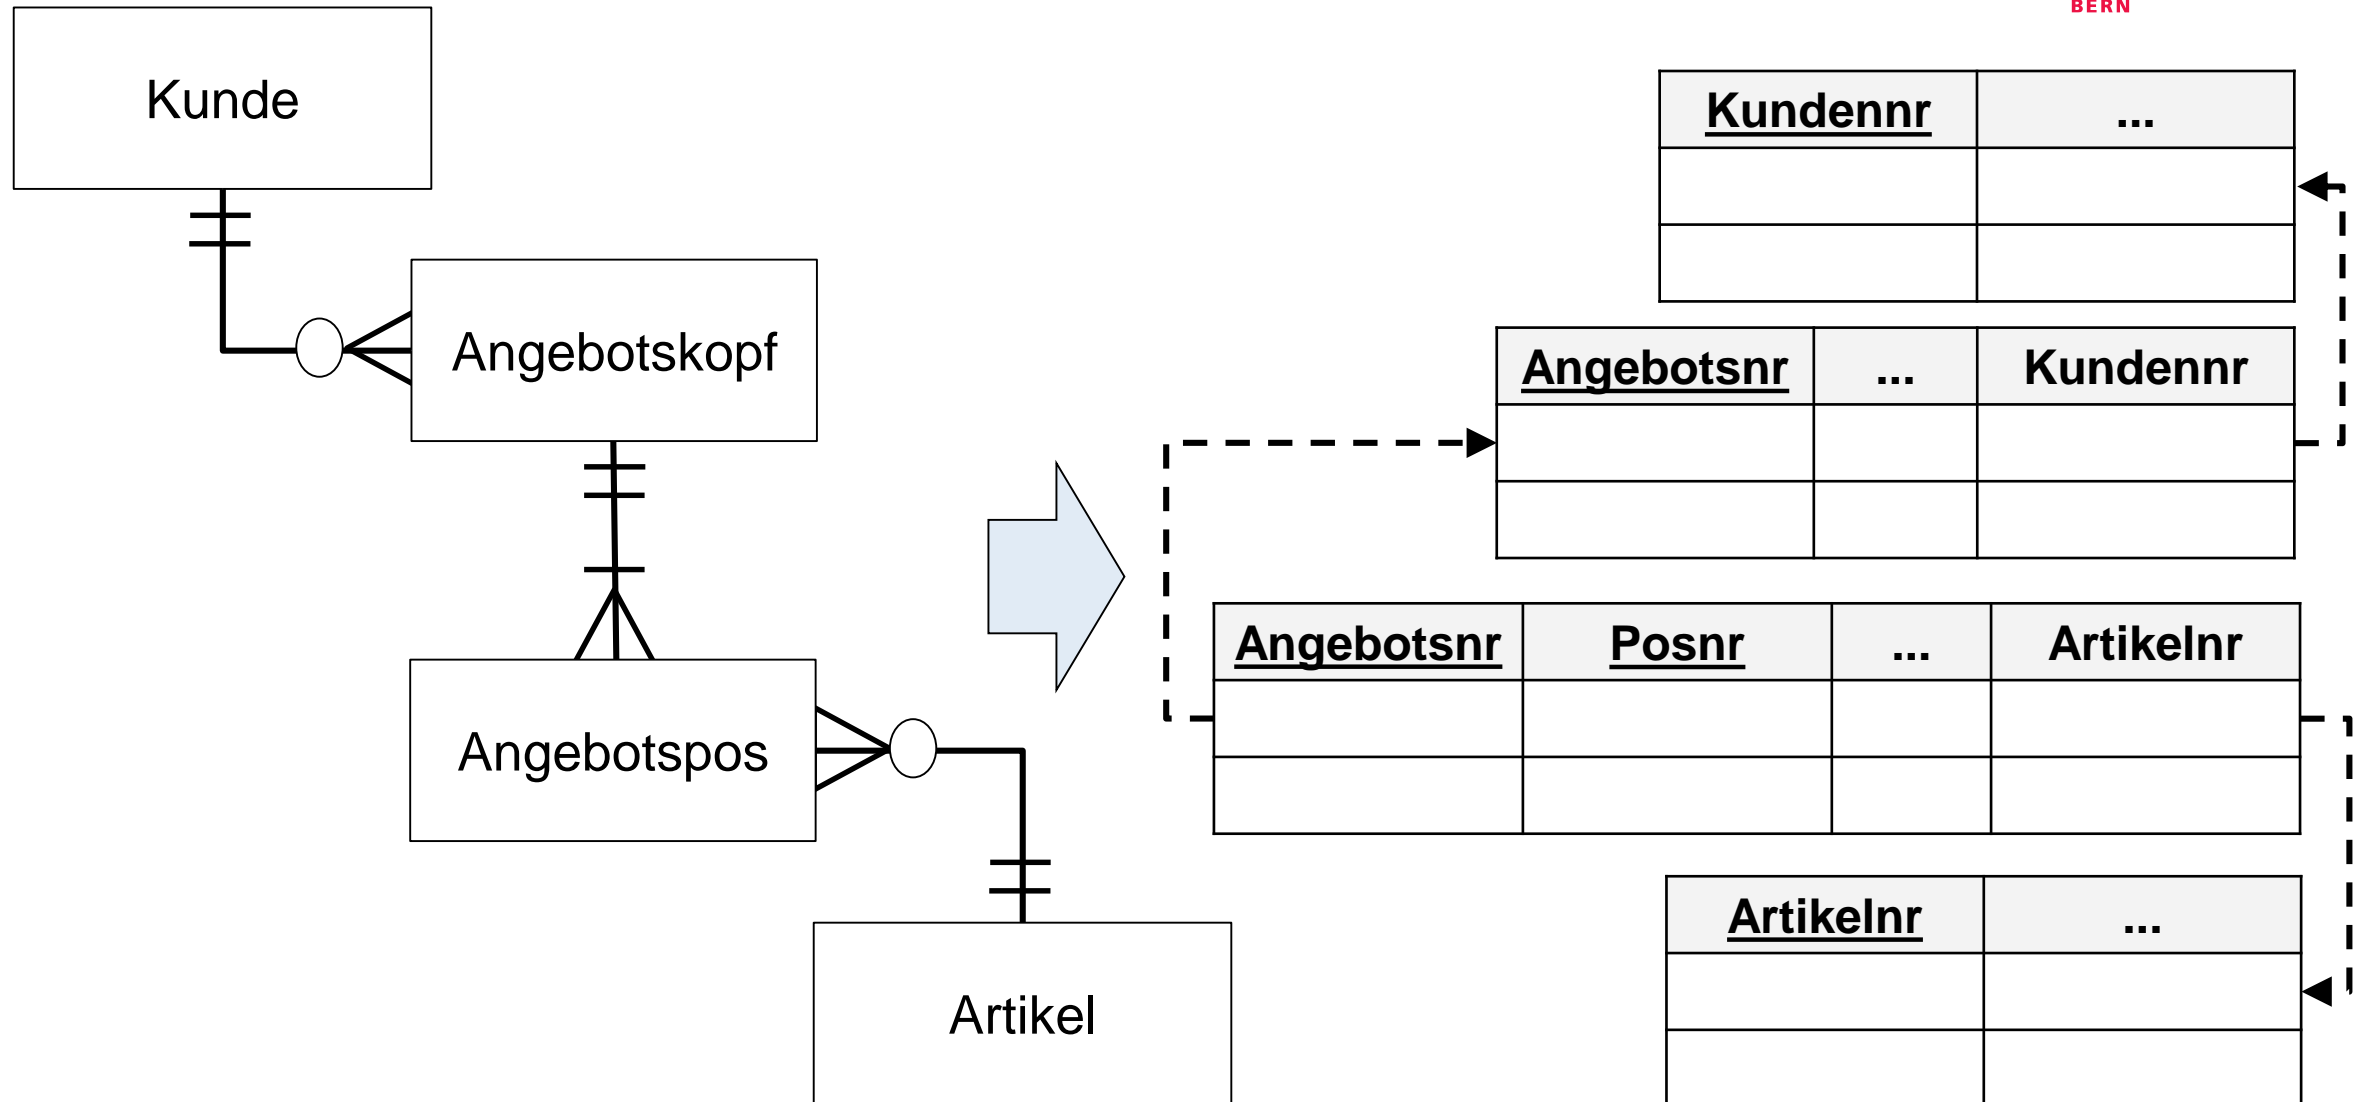 BERN
Kunde
Kundennr ...
Angebotskopf
Angebotsnr ... Kundennr
Angebotsnr Posnr ... Artikelnr
Angebotspos
Artikelnr ...
Artikel